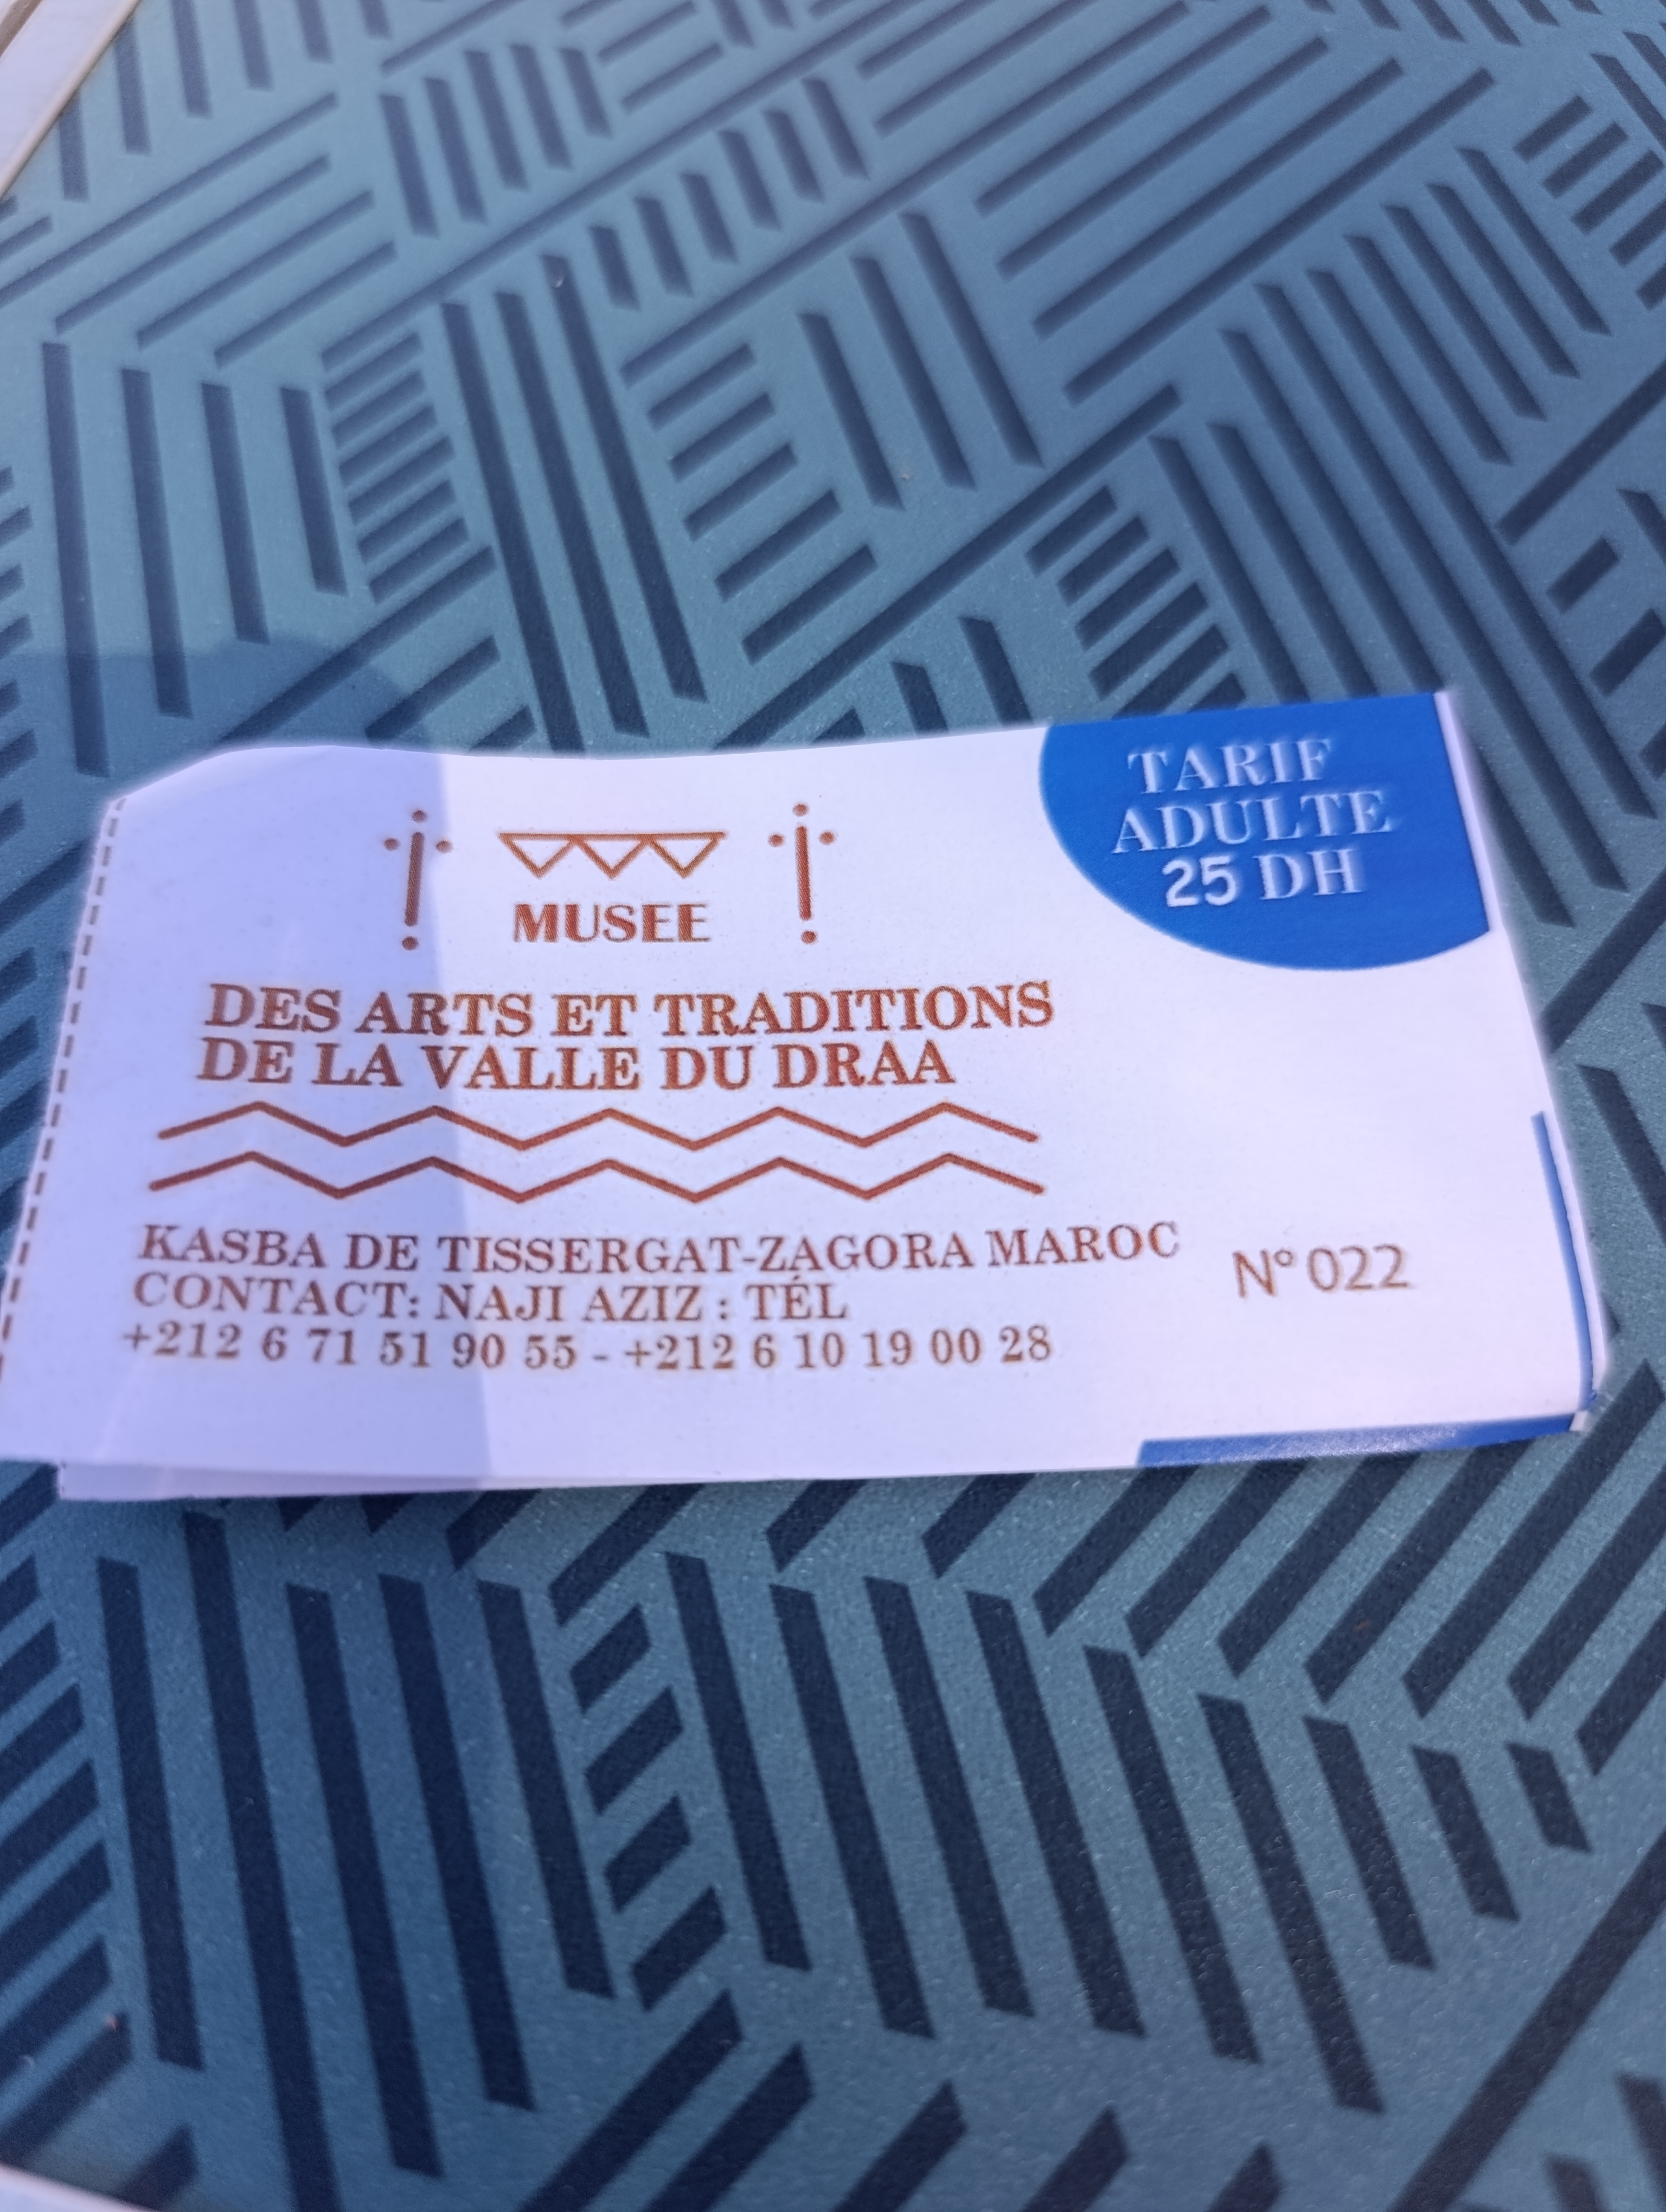 TARIF
ADULTE
25 DH
MUSEE
DES ARTS ET TRADITIONS
DE LA VALLE DU DRAA
KASBA DE TISSERGAT-ZAGORA MAROC
CONTACT: NAJI AZIZ : TÉL
+212 6 71 51 90 55 - +212 6 10 19 00 28
N° 022